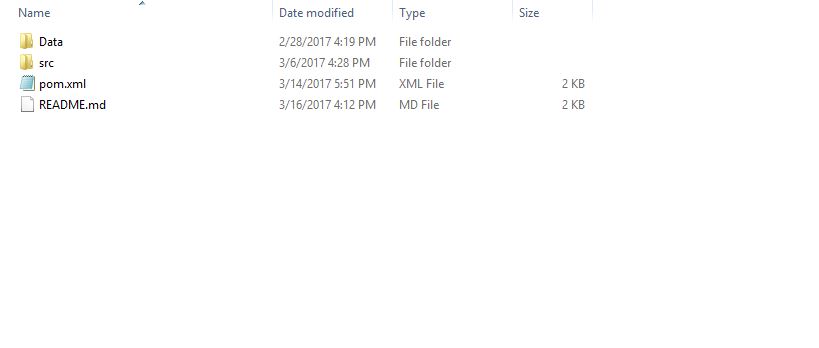 Name Date modified Type Size
Data 2/28/2017 4:19 PM File folder
src 3/6/2017 4:28 PM File folder
pom.xml 3/14/2017 5:51 PM XML File 2 KB
README.md 3/16/2017 4:12 PM MD File 2 KB